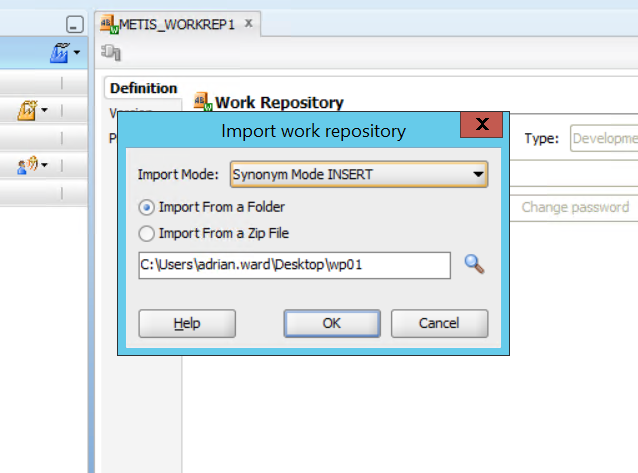 METIS_WORKREP1 x
Definition
Work Repository
Import work repository
X
Type: Developme
Import Mode: Synonym Mode INSERT
Import From a Folder
Import From a Zip File
Change password
C:\Users\adrian.ward\Desktop\wp01
Help OK Cancel